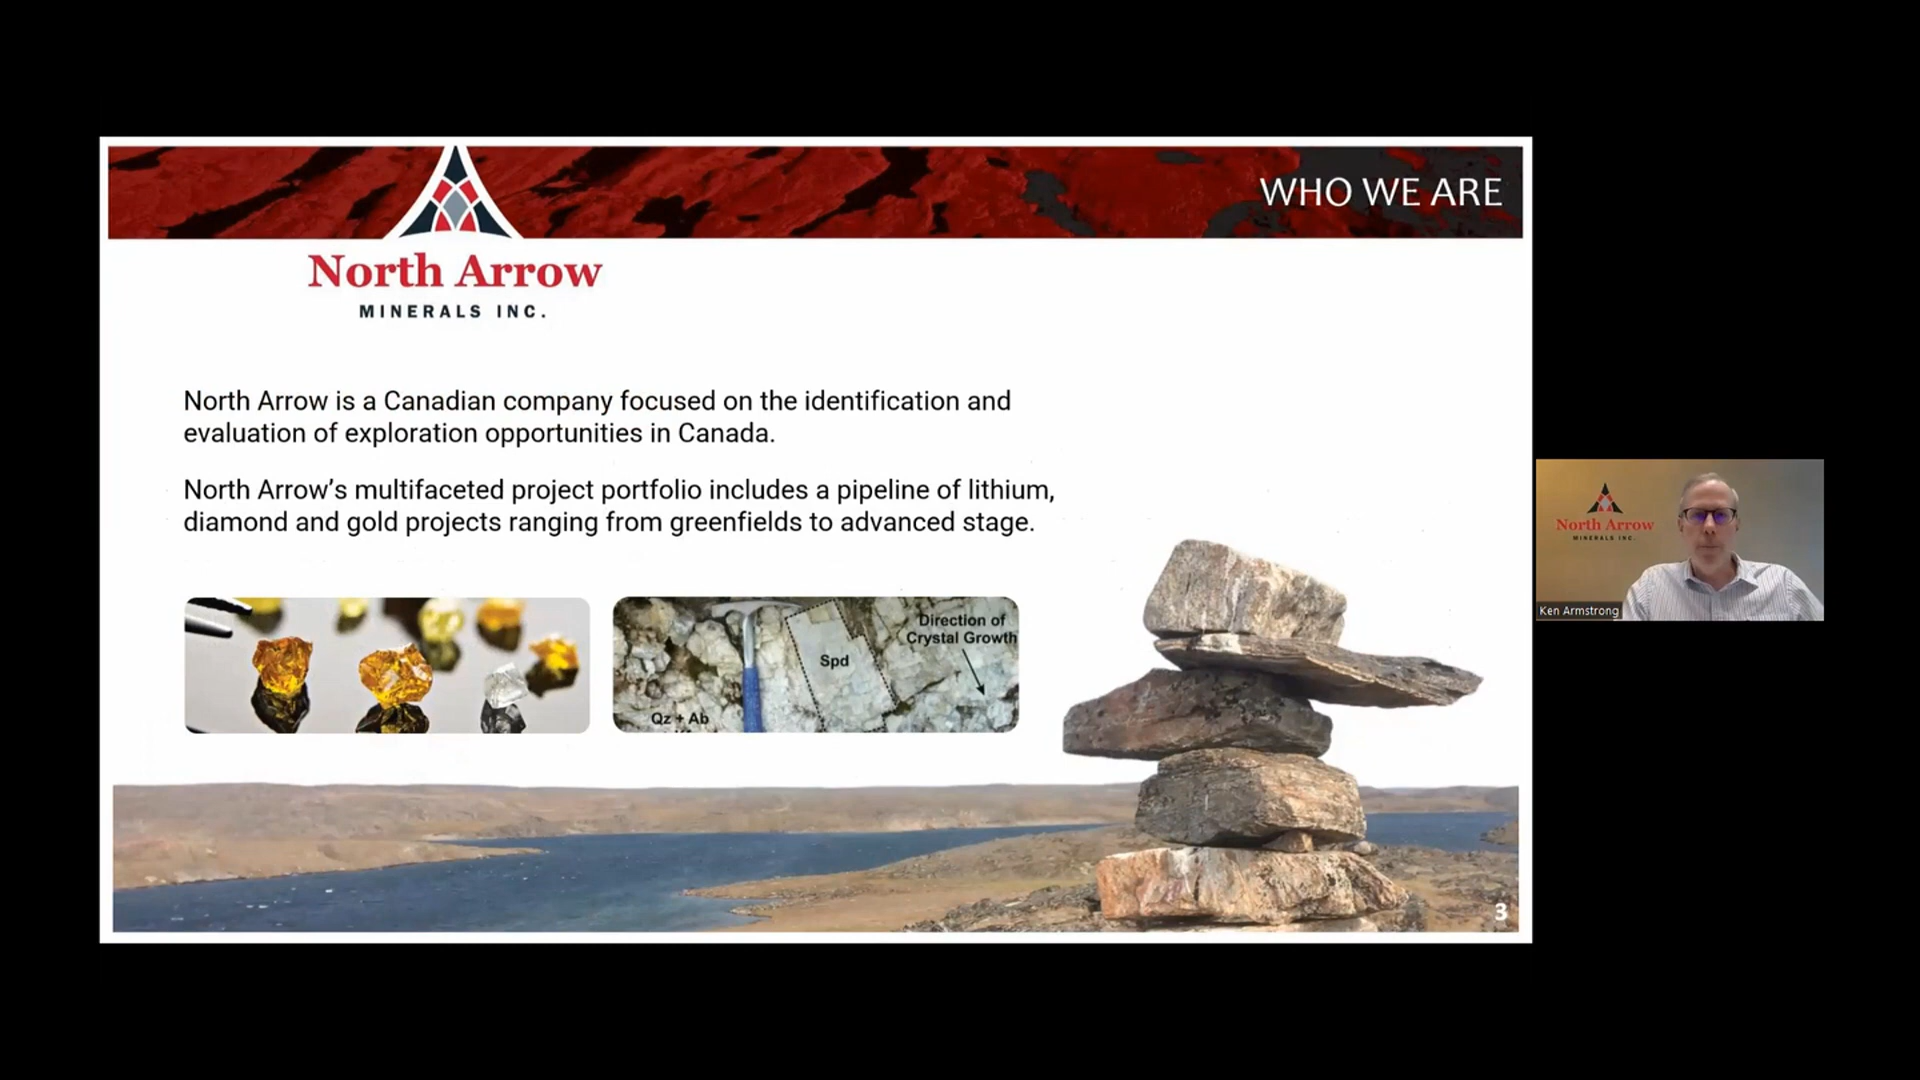 WHO WE ARE
North Arrow
MINERALS INC.
North Arrow is a Canadian company focused on the identification and
evaluation of exploration opportunities in Canada.
North Arrow’s multifaceted project portfolio includes a pipeline of lithium,
diamond and gold projects ranging from greenfields to advanced stage.
Direction of
Crystal Growth
Spd
Qz + Ab
3
North Arrow
MINERALS INC.
Ken Armstrong